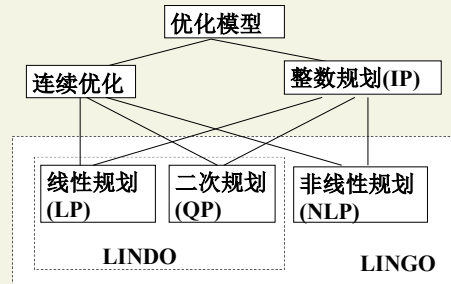 优化模型
连续优化
整数规划(IP)
线性规划
(LP)
二次规划
(QP)
非线性规划
(NLP)
LINDO
LINGO